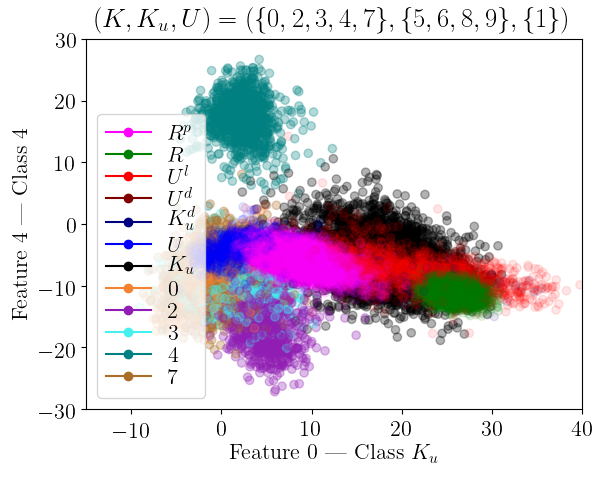 (K, K_u, U) = ({0, 2, 3, 4, 7}, {5, 6, 8, 9}, {1})
30
20
10
0
−10
−20
−30
Feature 4 — Class 4
R^p
R
U^l
U^d
K_u^d
U
K_u
0
2
3
4
7
−10 0 10 20 30 40
Feature 0 — Class K_u